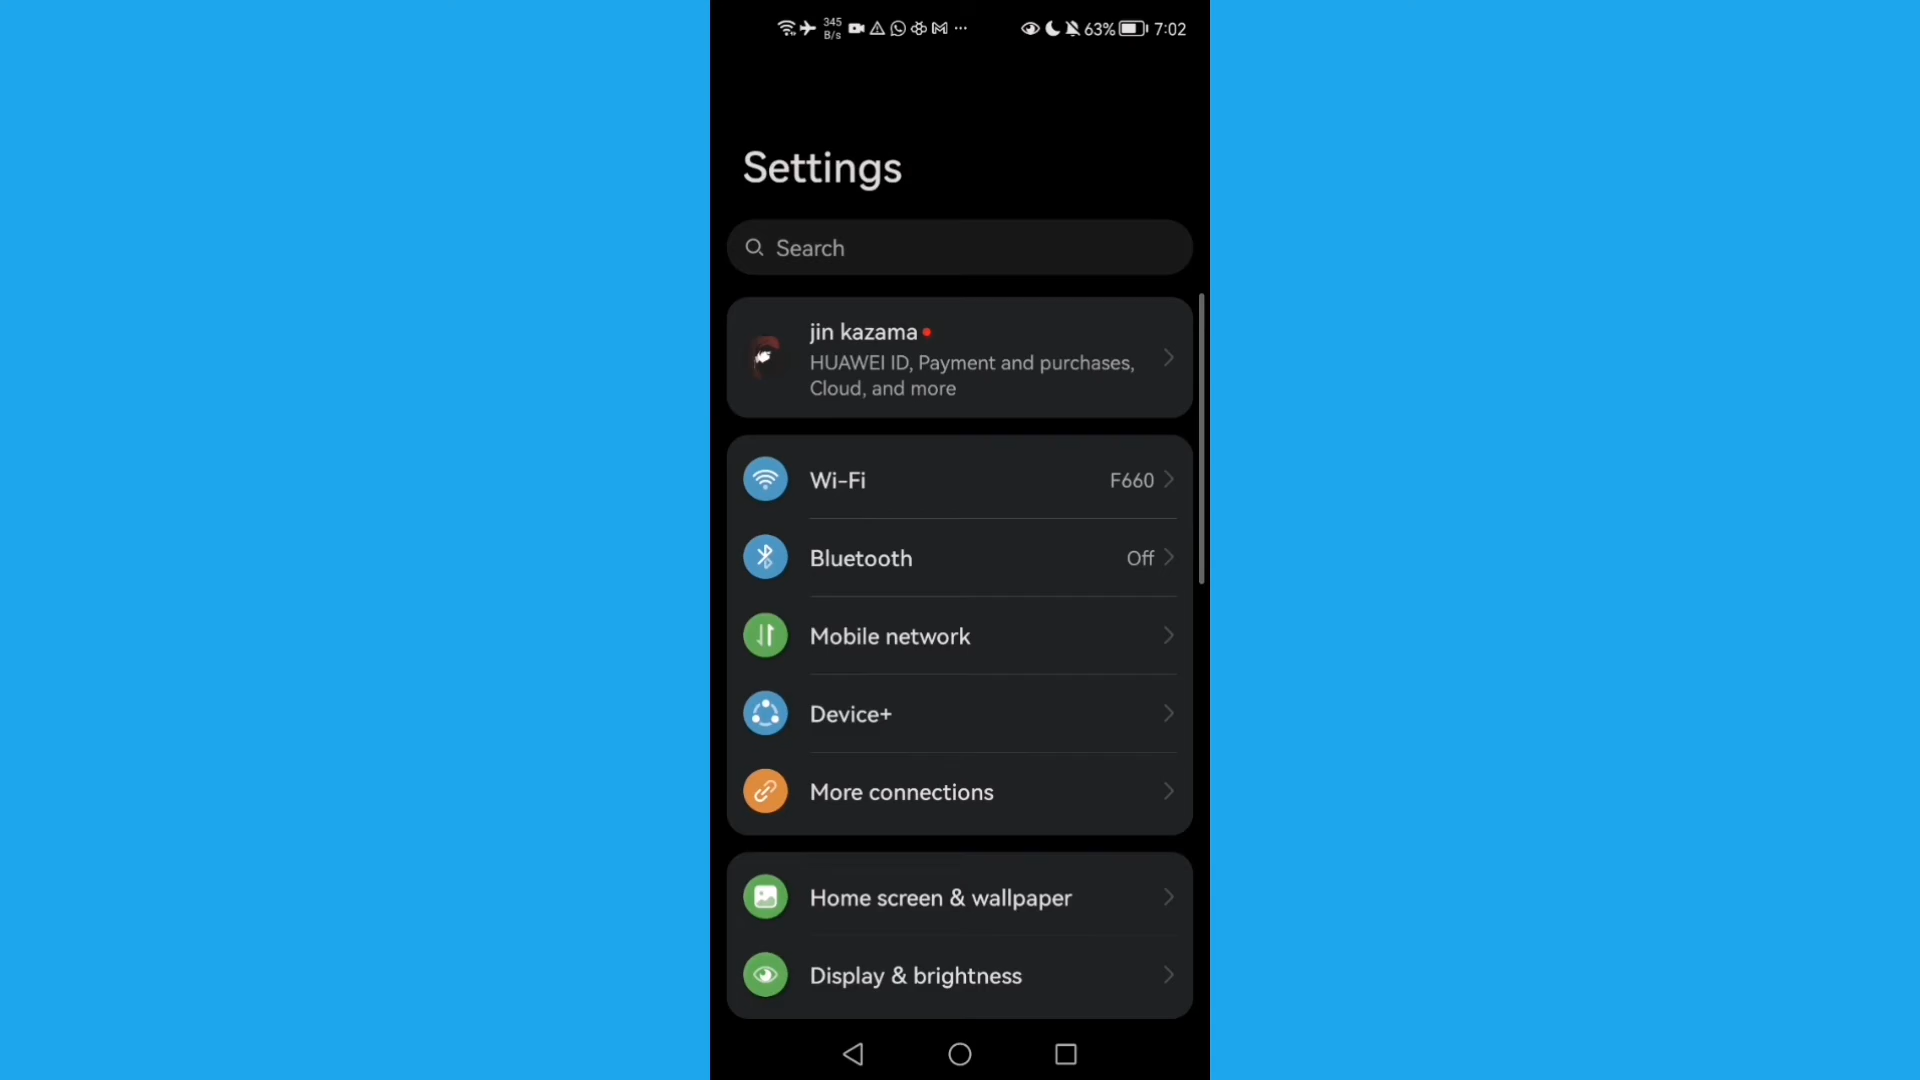 345
B/s
63%
7:02
Settings
Search
jin kazama
HUAWEI ID, Payment and purchases,
Cloud, and more
Wi-Fi F660
Bluetooth Off
Mobile network
Device+
More connections
Home screen & wallpaper
Display & brightness